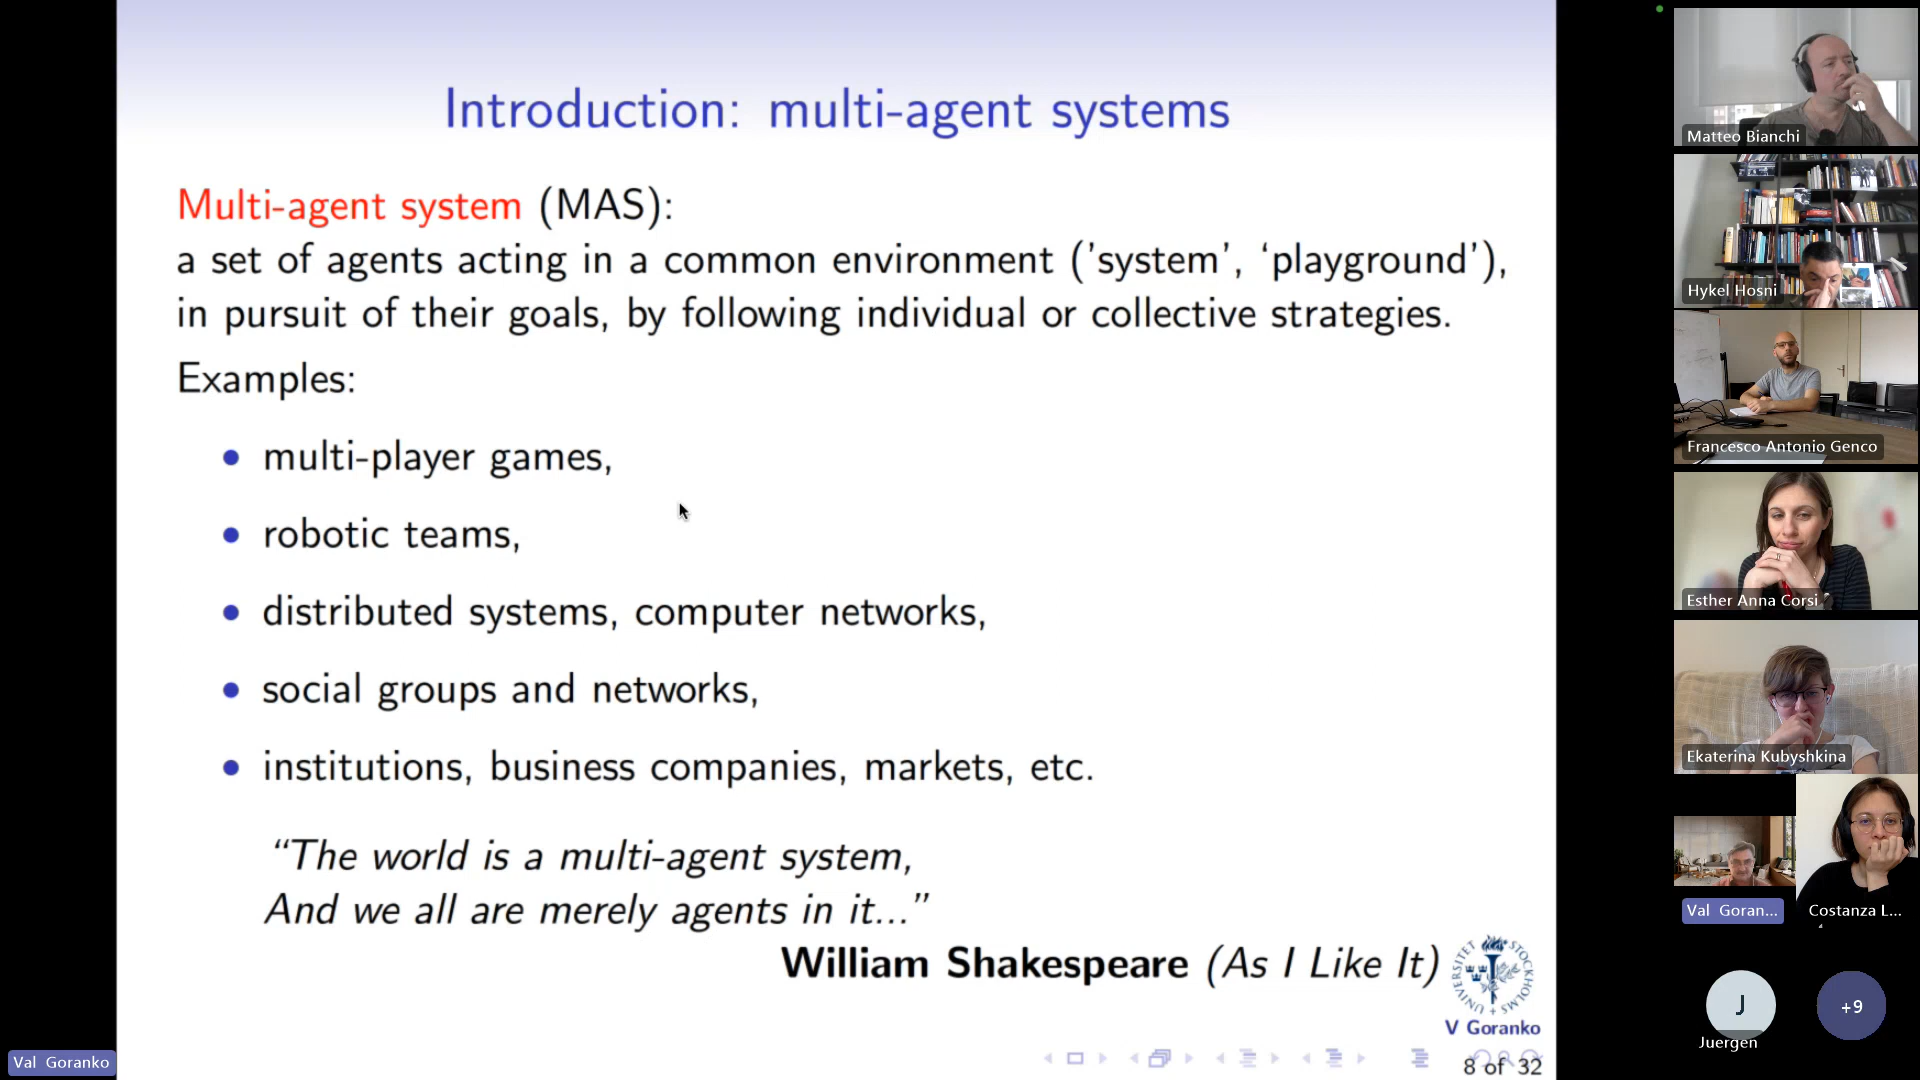 Introduction: multi-agent systems
Multi-agent system (MAS):
a set of agents acting in a common environment ('system', ‘playground’),
in pursuit of their goals, by following individual or collective strategies.
Examples:
• multi-player games,
• robotic teams,
• distributed systems, computer networks,
• social groups and networks,
• institutions, business companies, markets, etc.
“The world is a multi-agent system,
And we all are merely agents in it...”
William Shakespeare (As I Like It)
STOCKHOLMS UNIVERSITET
V Goranko
8 of 32
Val Goranko
Matteo Bianchi
Hykel Hosni
Francesco Antonio Genco
Esther Anna Corsi
Ekaterina Kubyshkina
Val Goran...
Costanza L...
J
Juergen
+9